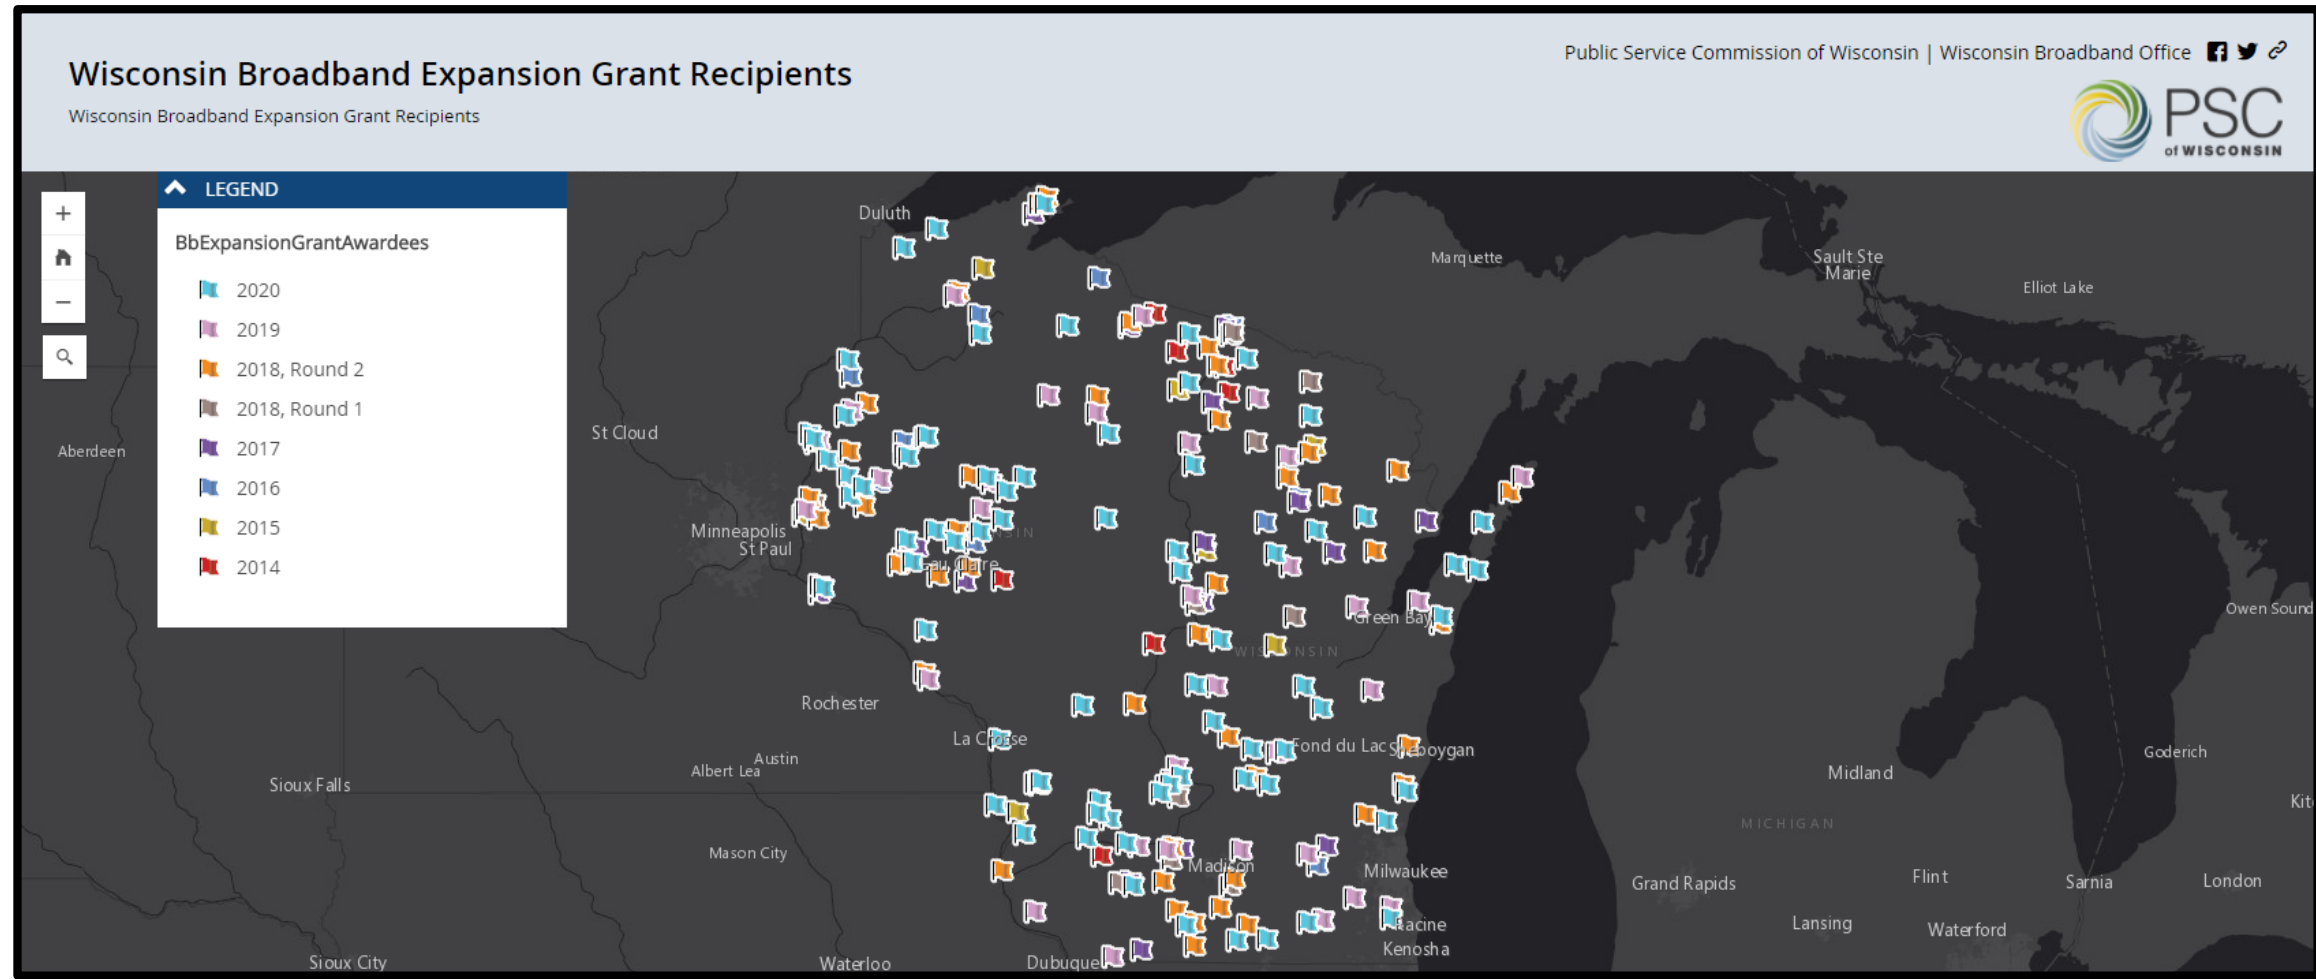 Wisconsin Broadband Expansion Grant Recipients
Wisconsin Broadband Expansion Grant Recipients
Public Service Commission of Wisconsin | Wisconsin Broadband Office
PSC
of WISCONSIN
LEGEND
BbExpansionGrantAwardees
2020
2019
2018, Round 2
2018, Round 1
2017
2016
2015
2014
Duluth
Marquette
Sault Ste
Marie
Elliot Lake
St Cloud
Aberdeen
Minneapolis
St Paul
Eau Claire
Owen Sound
Green Bay
WISCONSIN
Rochester
La Crosse
Fond du Lac
Sheboygan
Goderich
Austin
Albert Lea
Midland
Sioux Falls
Kit
MICHIGAN
Mason City
Madison
Milwaukee
Grand Rapids
Flint
Sarnia
London
Racine
Lansing
Waterford
Kenosha
Sioux City
Waterloo
Dubuque